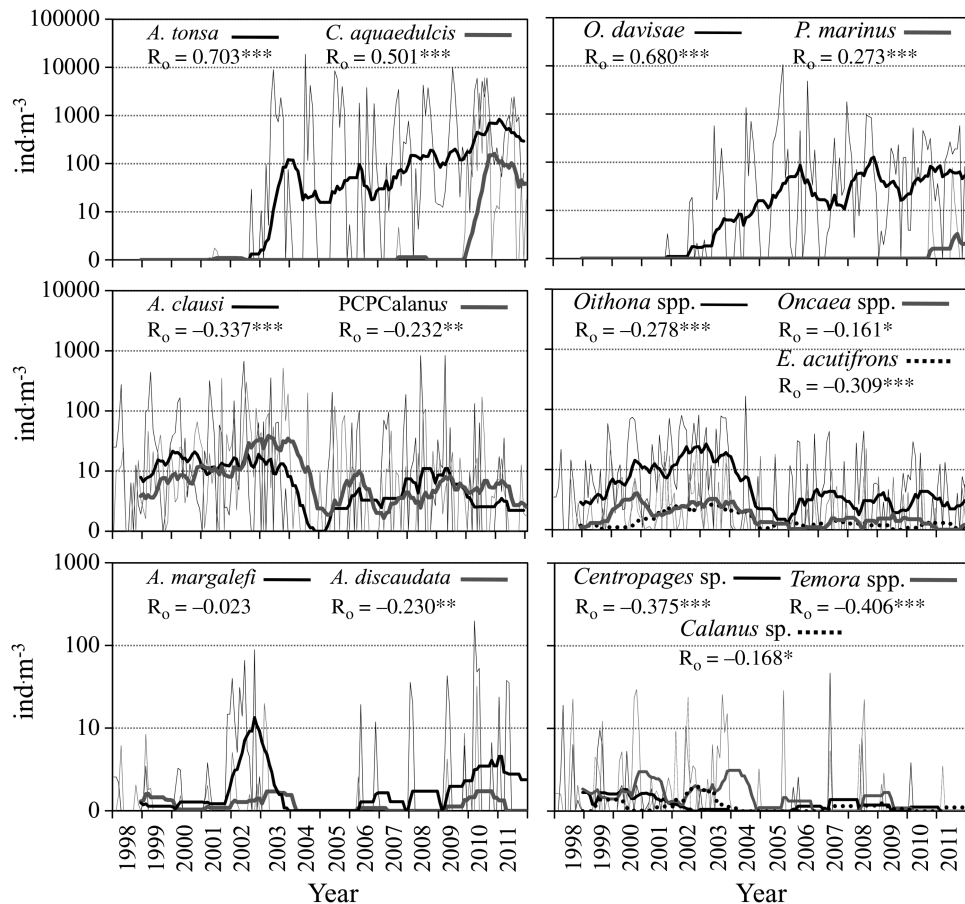 A. tonsa C. aquaedulcis
Rₒ = 0.703*** Rₒ = 0.501***
100000
10000
1000
100
10
0
ind·m⁻³
O. davisae P. marinus
Rₒ = 0.680*** Rₒ = 0.273***
A. clausi PCPCalanus
Rₒ = –0.337*** Rₒ = –0.232**
10000
1000
100
10
0
ind·m⁻³
Oithona spp. Oncaea spp.
Rₒ = –0.278*** Rₒ = –0.161*
E. acutifrons
Rₒ = –0.309***
A. margalefi A. discaudata
Rₒ = –0.023 Rₒ = –0.230**
1000
100
10
0
ind·m⁻³
1998 1999 2000 2001 2002 2003 2004 2005 2006 2007 2008 2009 2010 2011
Year
Centropages sp. Temora spp.
Rₒ = –0.375*** Rₒ = –0.406***
Calanus sp.
Rₒ = –0.168*
1998 1999 2000 2001 2002 2003 2004 2005 2006 2007 2008 2009 2010 2011
Year